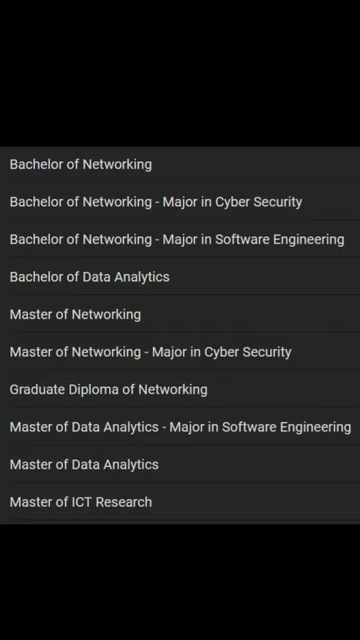 Bachelor of Networking
Bachelor of Networking - Major in Cyber Security
Bachelor of Networking - Major in Software Engineering
Bachelor of Data Analytics
Master of Networking
Master of Networking - Major in Cyber Security
Graduate Diploma of Networking
Master of Data Analytics - Major in Software Engineering
Master of Data Analytics
Master of ICT Research